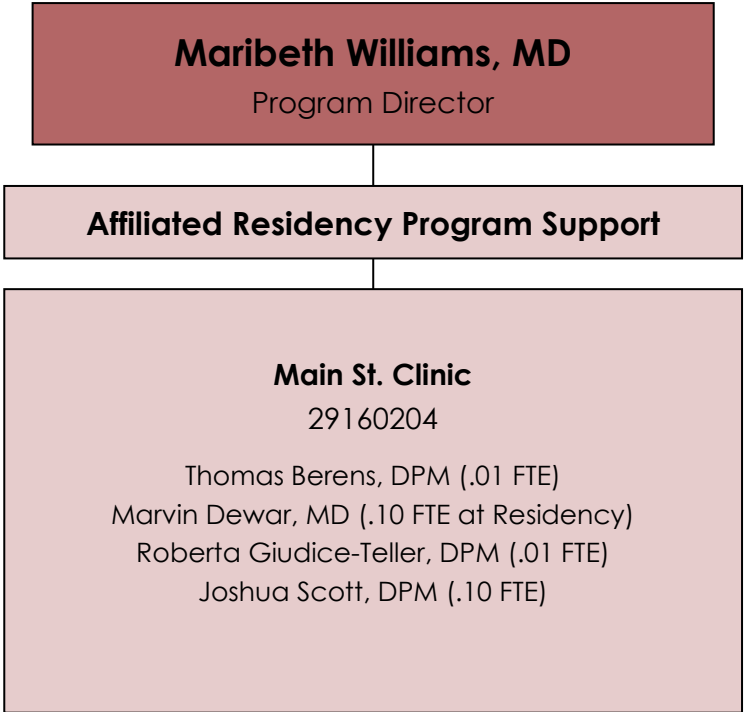 Maribeth Williams, MD
Program Director
Affiliated Residency Program Support
Main St. Clinic
29160204
Thomas Berens, DPM (.01 FTE)
Marvin Dewar, MD (.10 FTE at Residency)
Roberta Giudice-Teller, DPM (.01 FTE)
Joshua Scott, DPM (.10 FTE)